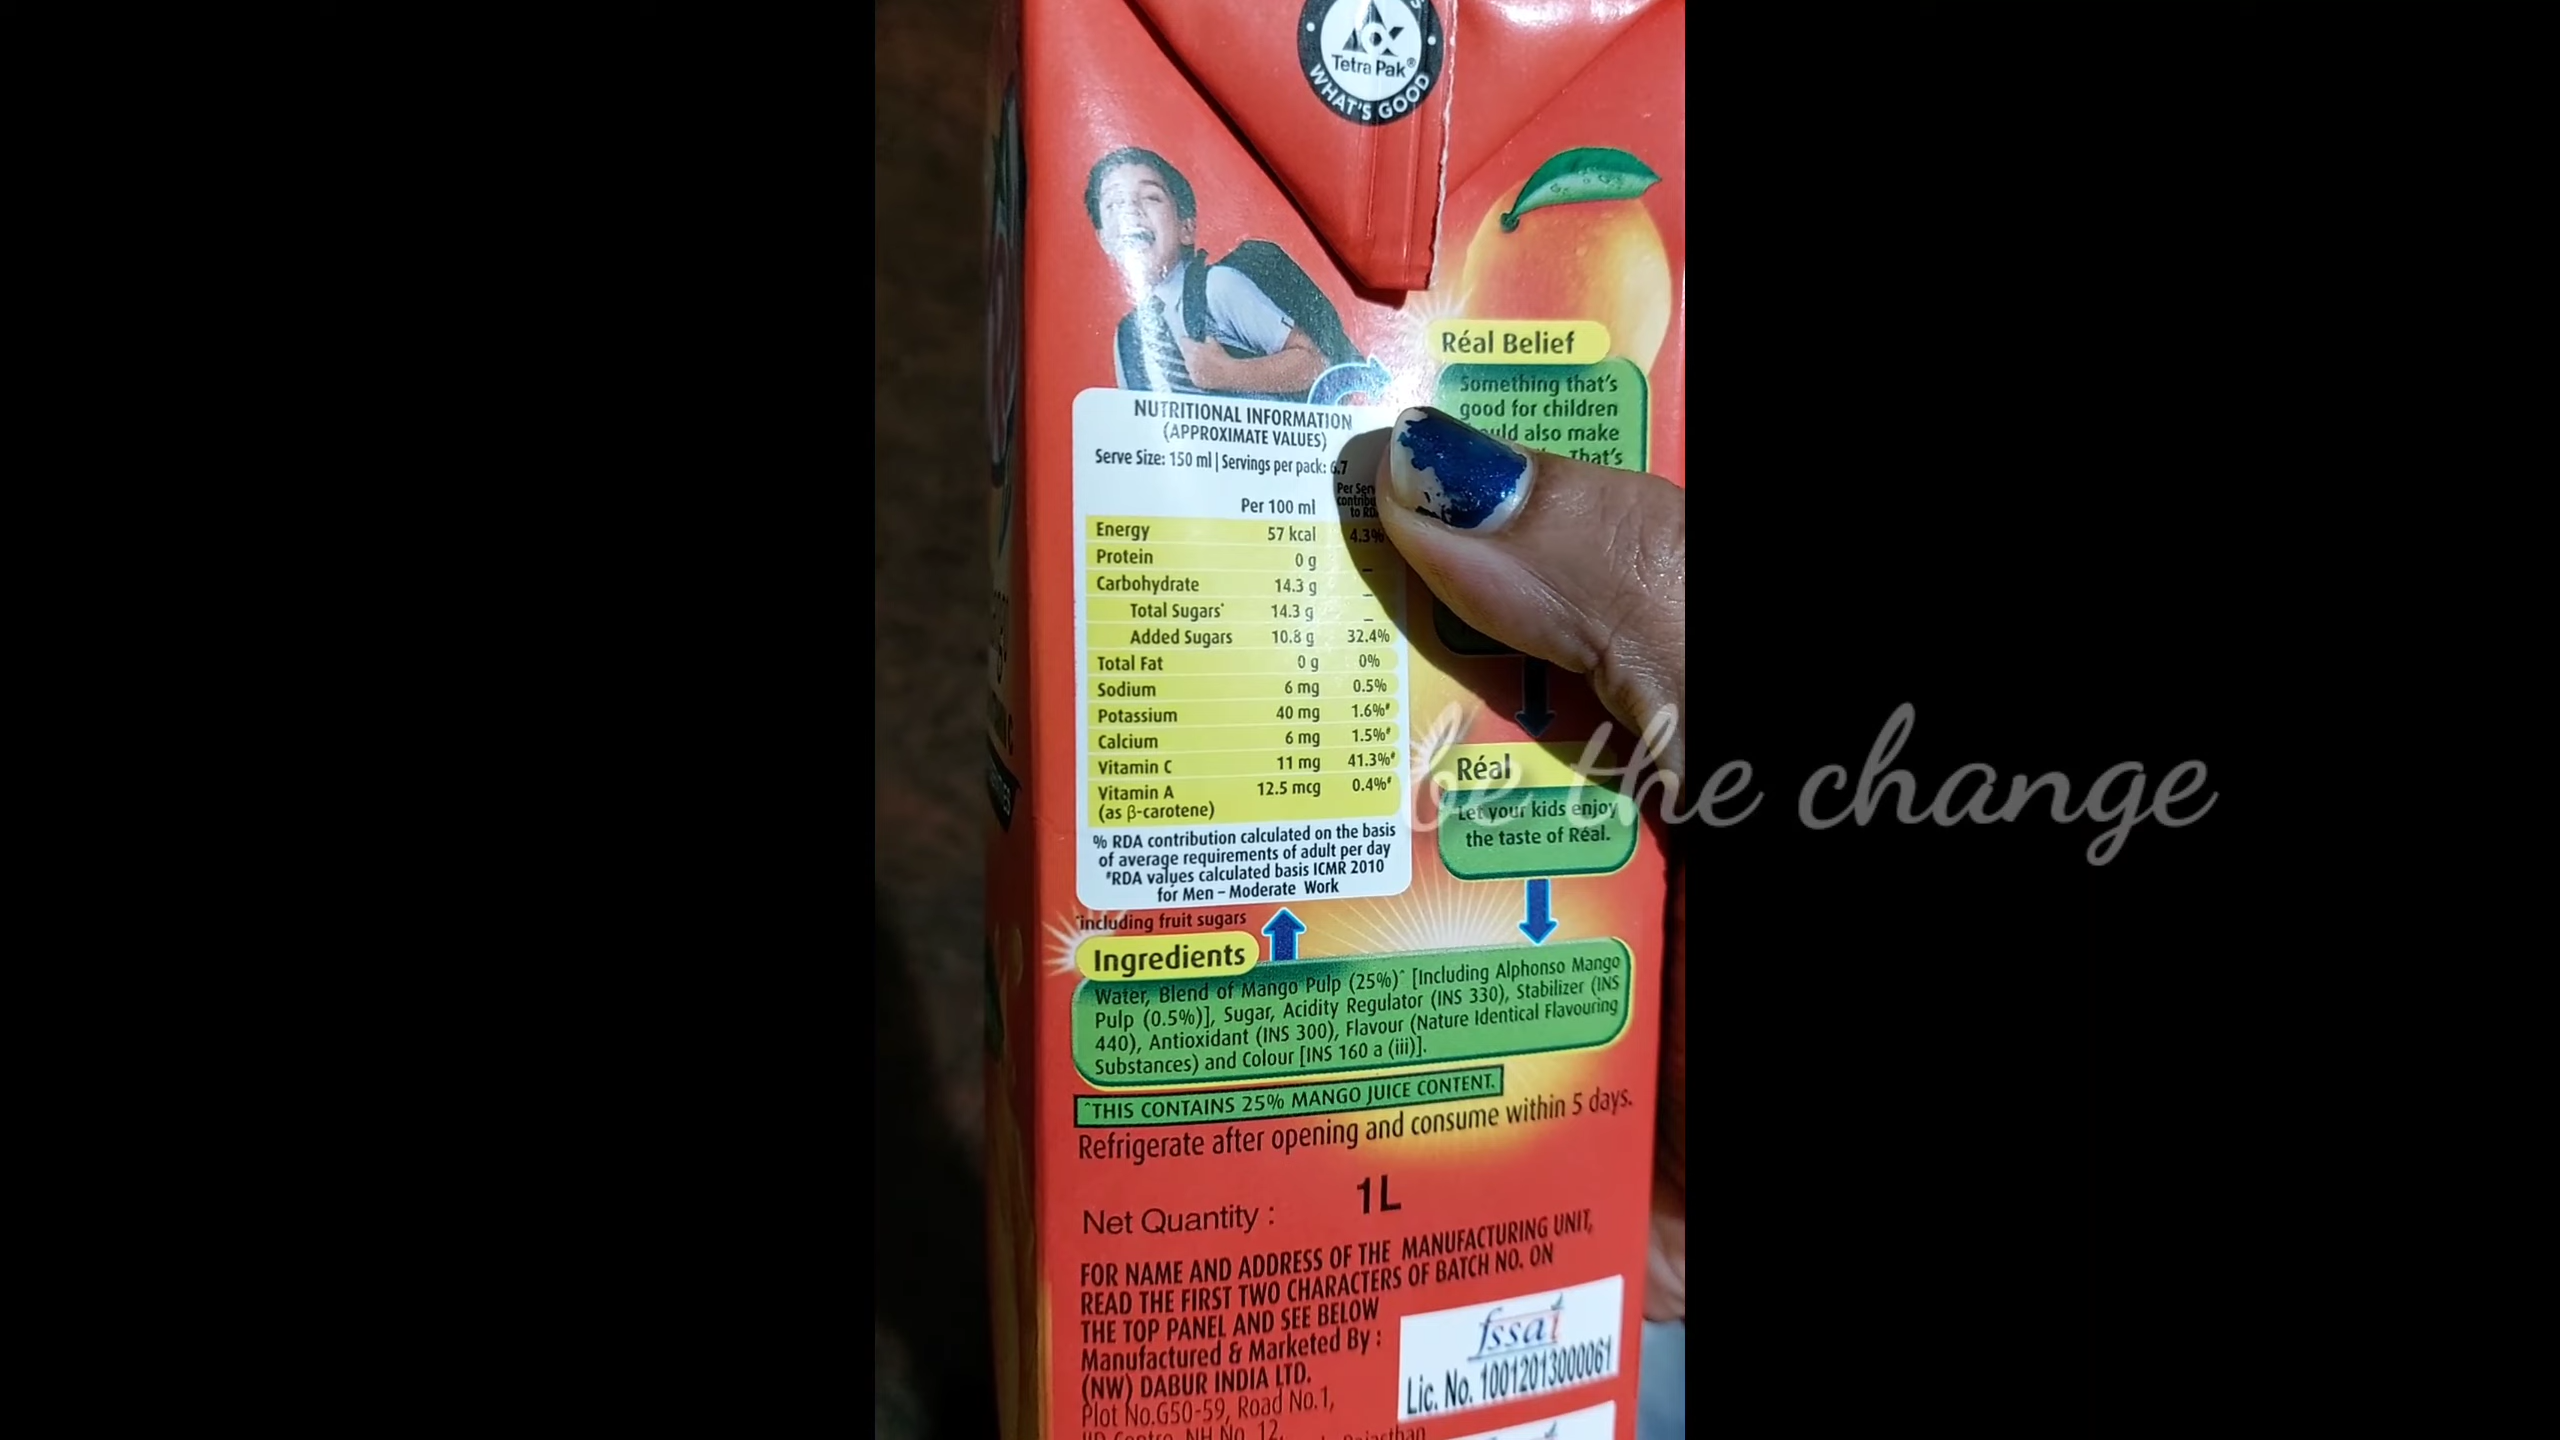 Tetra Pak®
WHAT'S GOOD
NUTRITIONAL INFORMATION
(APPROXIMATE VALUES)
Serve Size: 150 ml | Servings per pack: 6.7
Per 100 ml
Energy 57 kcal 4.3%
Protein 0 g _
Carbohydrate 14.3 g _
Total Sugars* 14.3 g _
Added Sugars 10.8 g 32.4%
Total Fat 0 g 0%
Sodium 6 mg 0.5%
Potassium 40 mg 1.6%#
Calcium 6 mg 1.5%#
Vitamin C 11 mg 41.3%#
Vitamin A 12.5 mcg 0.4%#
(as β-carotene)
% RDA contribution calculated on the basis
of average requirements of adult per day
#RDA values calculated basis ICMR 2010
for Men – Moderate Work
*including fruit sugars
Réal Belief
Something that's
good for children
also make
That's
Réal
Let your kids enjoy
the taste of Réal.
be the change
Ingredients
Water, Blend of Mango Pulp (25%)^ [Including Alphonso Mango
Pulp (0.5%)], Sugar, Acidity Regulator (INS 330), Stabilizer (INS
440), Antioxidant (INS 300), Flavour (Nature Identical Flavouring
Substances) and Colour [INS 160 a (iii)].
^THIS CONTAINS 25% MANGO JUICE CONTENT.
Refrigerate after opening and consume within 5 days.
Net Quantity : 1L
FOR NAME AND ADDRESS OF THE MANUFACTURING UNIT,
READ THE FIRST TWO CHARACTERS OF BATCH NO. ON
THE TOP PANEL AND SEE BELOW
Manufactured & Marketed By :
(NW) DABUR INDIA LTD.
Plot No.G50-59, Road No.1,
NH No. 12,
fssai
Lic. No. 10012013000061